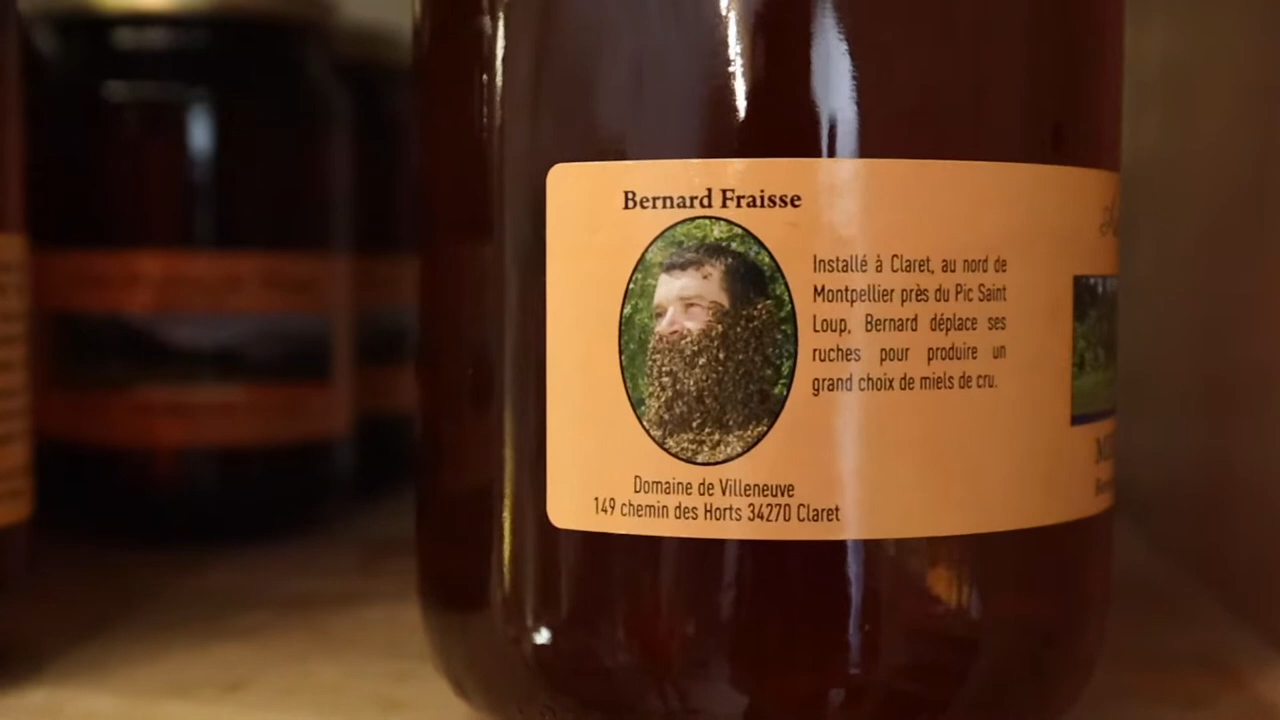 Bernard Fraisse
Installé à Claret, au nord de
Montpellier près du Pic Saint
Loup, Bernard déplace ses
ruches pour produire un
grand choix de miels de cru.
Domaine de Villeneuve
149 chemin des Horts 34270 Claret